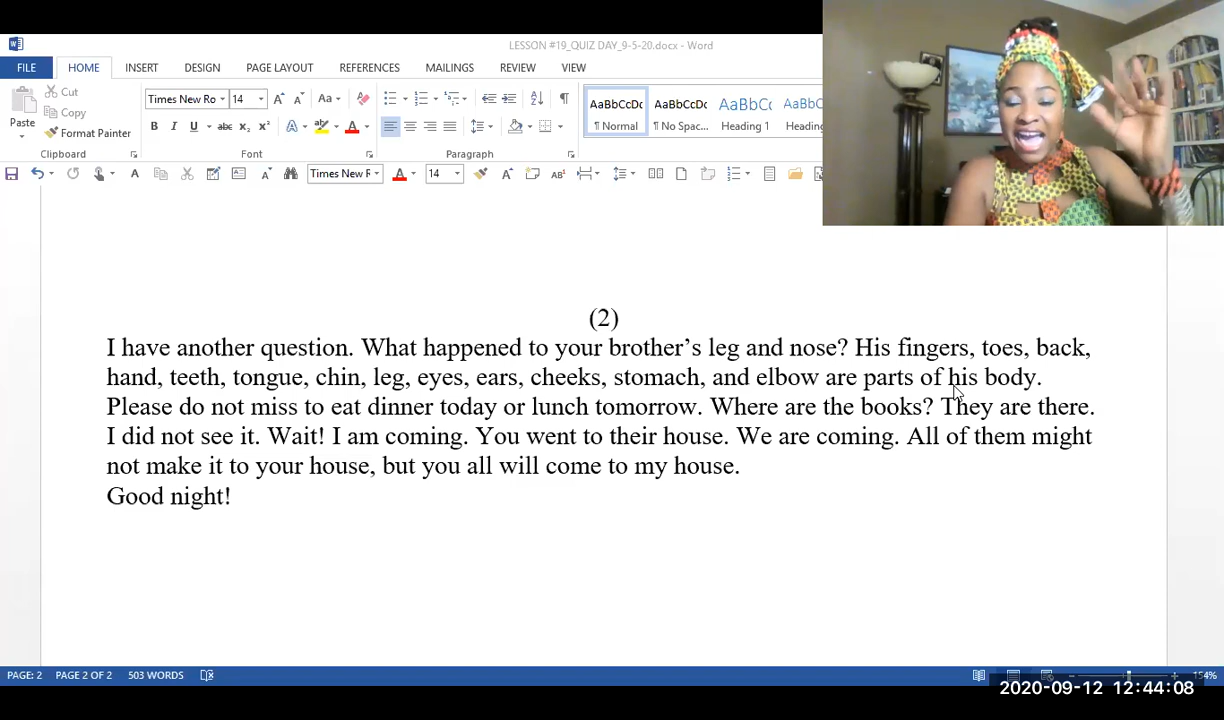 LESSON #19_QUIZ DAY_9-5-20.docx - Word
FILE HOME INSERT DESIGN PAGE LAYOUT REFERENCES MAILINGS REVIEW VIEW
Cut
Copy
Format Painter
Paste
Times New Ro 14
AaBbCcDc AaBbCcDc AaBbCc AaBbCc
¶ Normal ¶ No Spac... Heading 1 Heading
Clipboard Font Paragraph
Times New R 14
(2)
I have another question. What happened to your brother’s leg and nose? His fingers, toes, back,
hand, teeth, tongue, chin, leg, eyes, ears, cheeks, stomach, and elbow are parts of his body.
Please do not miss to eat dinner today or lunch tomorrow. Where are the books? They are there.
I did not see it. Wait! I am coming. You went to their house. We are coming. All of them might
not make it to your house, but you all will come to my house.
Good night!
PAGE: 2 PAGE 2 OF 2 503 WORDS 154%
2020-09-12 12:44:08